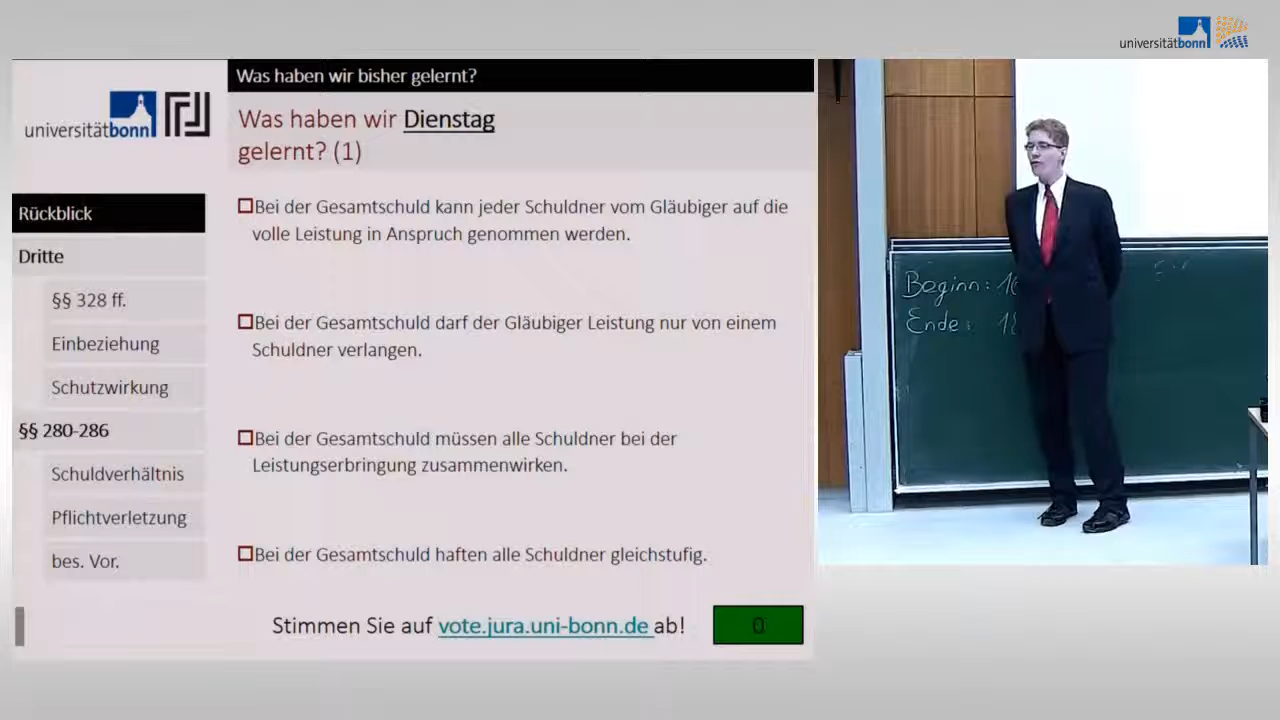 universitätbonn
Was haben wir bisher gelernt?
universitätbonn
Was haben wir Dienstag
gelernt? (1)
Rückblick
Dritte
§§ 328 ff.
Einbeziehung
Schutzwirkung
§§ 280-286
Schuldverhältnis
Pflichtverletzung
bes. Vor.
Bei der Gesamtschuld kann jeder Schuldner vom Gläubiger auf die
volle Leistung in Anspruch genommen werden.
Bei der Gesamtschuld darf der Gläubiger Leistung nur von einem
Schuldner verlangen.
Bei der Gesamtschuld müssen alle Schuldner bei der
Leistungserbringung zusammenwirken.
Bei der Gesamtschuld haften alle Schuldner gleichstufig.
Stimmen Sie auf vote.jura.uni-bonn.de ab!
0
Beginn:
Ende: